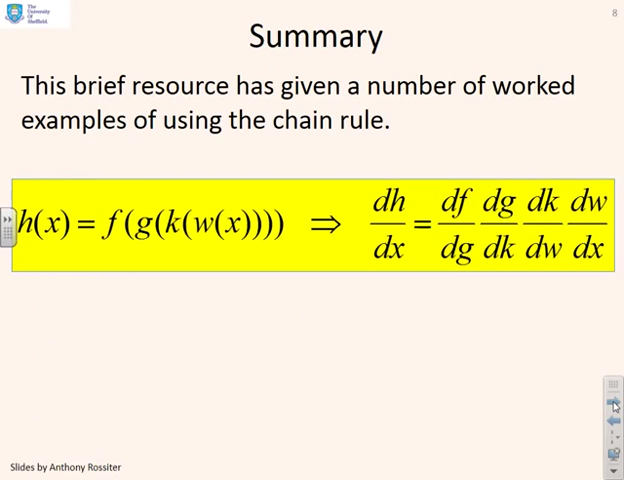 8
The
University
Of
Sheffield.
Summary
This brief resource has given a number of worked
examples of using the chain rule.
h(x) = f(g(k(w(x)))) ⇒ dh/dx = df/dg dg/dk dk/dw dw/dx
Slides by Anthony Rossiter